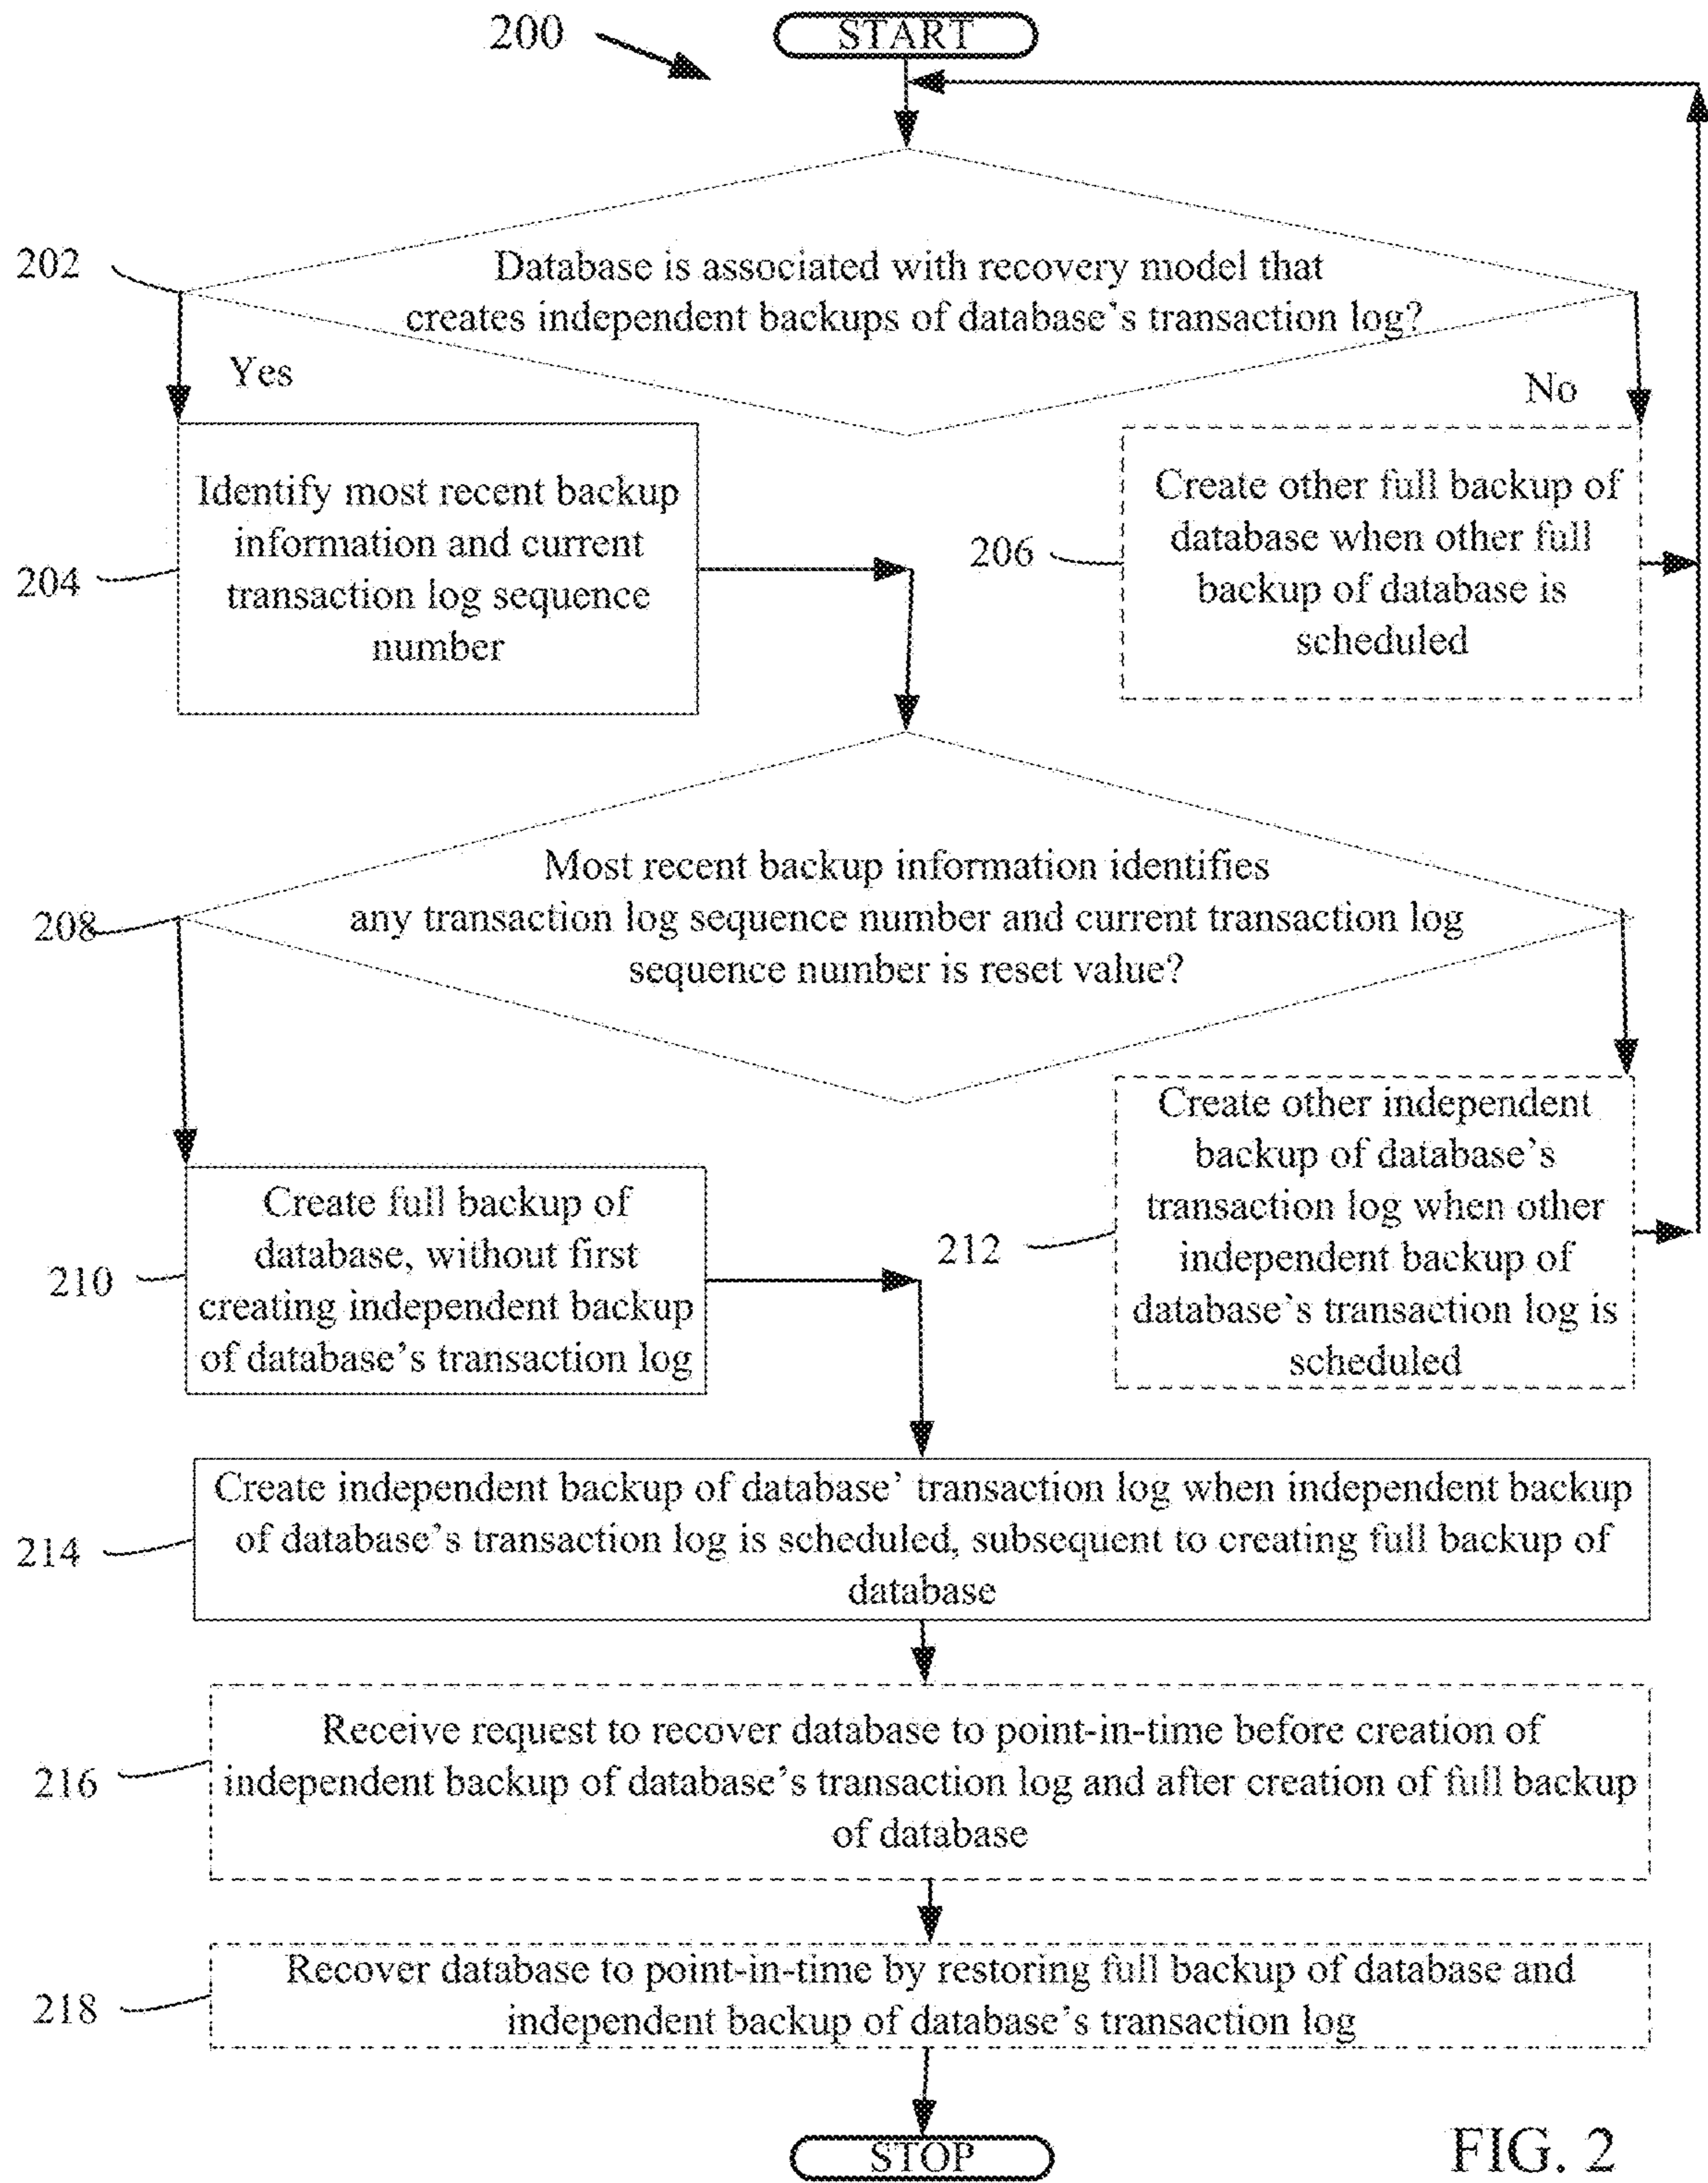 200
START
202
Database is associated with recovery model that
creates independent backups of database's transaction log?
Yes
No
204
Identify most recent backup
information and current
transaction log sequence
number
206
Create other full backup of
database when other full
backup of database is
scheduled
208
Most recent backup information identifies
any transaction log sequence number and current transaction log
sequence number is reset value?
210
Create full backup of
database, without first
creating independent backup
of database's transaction log
212
Create other independent
backup of database's
transaction log when other
independent backup of
database's transaction log is
scheduled
214
Create independent backup of database' transaction log when independent backup
of database's transaction log is scheduled, subsequent to creating full backup of
database
216
Receive request to recover database to point-in-time before creation of
independent backup of database's transaction log and after creation of full backup
of database
218
Recover database to point-in-time by restoring full backup of database and
independent backup of database's transaction log
STOP
FIG. 2